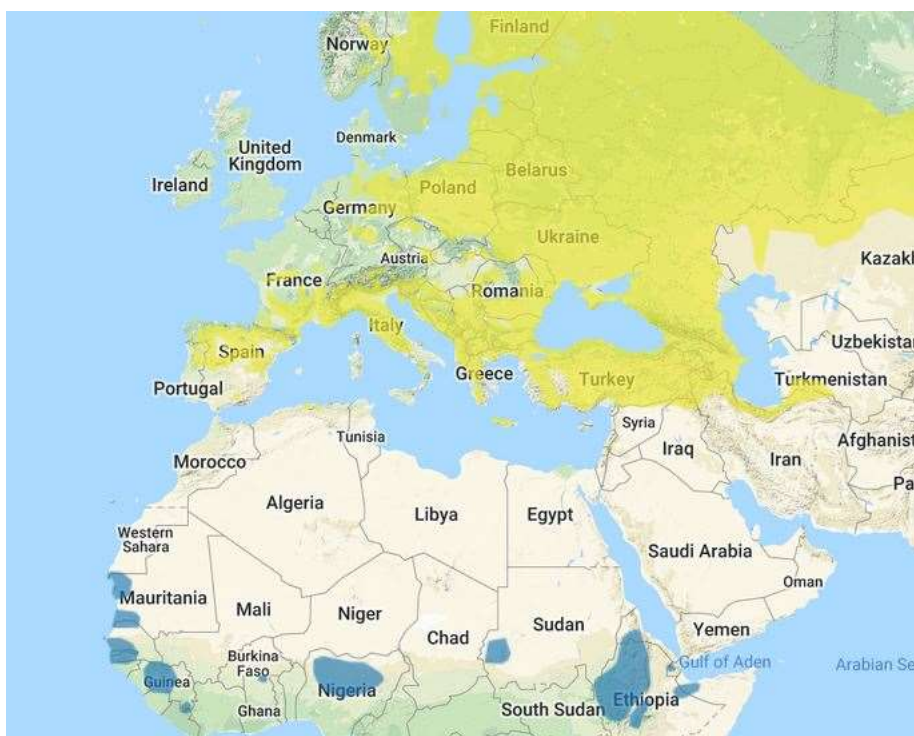 Finland
Norway
Denmark
United
Kingdom
Ireland
Belarus
Poland
Germany
Ukraine
Austria
Kazakh
France
Romania
Italy
Uzbekistan
Spain
Greece
Turkey
Turkmenistan
Portugal
Syria
Tunisia
Afghanist
Iraq
Iran
Morocco
Pa
Algeria
Libya
Egypt
Western
Sahara
Saudi Arabia
Oman
Mauritania
Mali
Niger
Sudan
Chad
Yemen
Burkina
Faso
Gulf of Aden
Arabian Se
Guinea
Nigeria
Ethiopia
Ghana
South Sudan